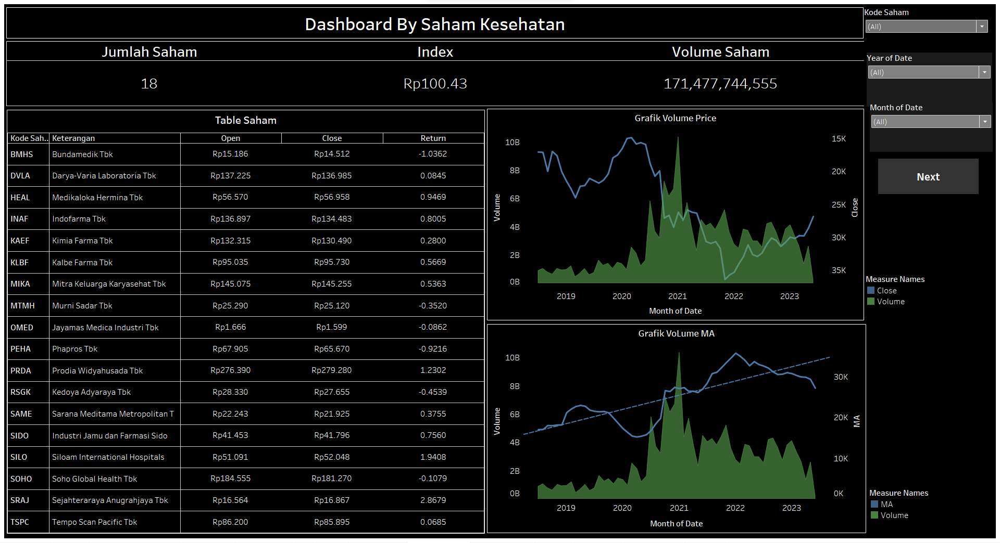 Dashboard By Saham Kesehatan
Kode Saham
(All)
Year of Date
(All)
Month of Date
(All)
Next
Jumlah Saham Index Volume Saham
18 Rp100.43 171,477,744,555
Table Saham
Kode Sah.. Keterangan Open Close Return
BMHS Bundamedik Tbk Rp15.186 Rp14.512 -1.0362
DVLA Darya-Varia Laboratoria Tbk Rp137.225 Rp136.985 0.0845
HEAL Medikaloka Hermina Tbk Rp56.570 Rp56.958 0.9469
INAF Indofarma Tbk Rp136.897 Rp134.483 0.8005
KAEF Kimia Farma Tbk Rp132.315 Rp130.490 0.2800
KLBF Kalbe Farma Tbk Rp95.035 Rp95.730 0.5669
MIKA Mitra Keluarga Karyasehat Tbk Rp145.075 Rp145.255 0.5363
MTMH Murni Sadar Tbk Rp25.290 Rp25.120 -0.3520
OMED Jayamas Medica Industri Tbk Rp1.666 Rp1.599 -0.0862
PEHA Phapros Tbk Rp67.905 Rp65.670 -0.9216
PRDA Prodia Widyahusada Tbk Rp276.390 Rp279.280 1.2302
RSGK Kedoya Adyaraya Tbk Rp28.330 Rp27.655 -0.4539
SAME Sarana Meditama Metropolitan T Rp22.243 Rp21.925 0.3755
SIDO Industri Jamu dan Farmasi Sido Rp41.453 Rp41.796 0.7560
SILO Siloam International Hospitals Rp51.091 Rp52.048 1.9408
SOHO Soho Global Health Tbk Rp184.555 Rp181.270 -0.1079
SRAJ Sejahteraraya Anugrahjaya Tbk Rp16.564 Rp16.867 2.8679
TSPC Tempo Scan Pacific Tbk Rp86.200 Rp85.895 0.0685
Grafik Volume Price
10B
8B
6B
4B
2B
0B
Volume
15K
20K
25K
30K
35K
Close
2019 2020 2021 2022 2023
Month of Date
Measure Names
Close
Volume
Grafik VoLume MA
10B
8B
6B
4B
2B
0B
Volume
30K
20K
10K
0K
MA
2019 2020 2021 2022 2023
Month of Date
Measure Names
MA
Volume